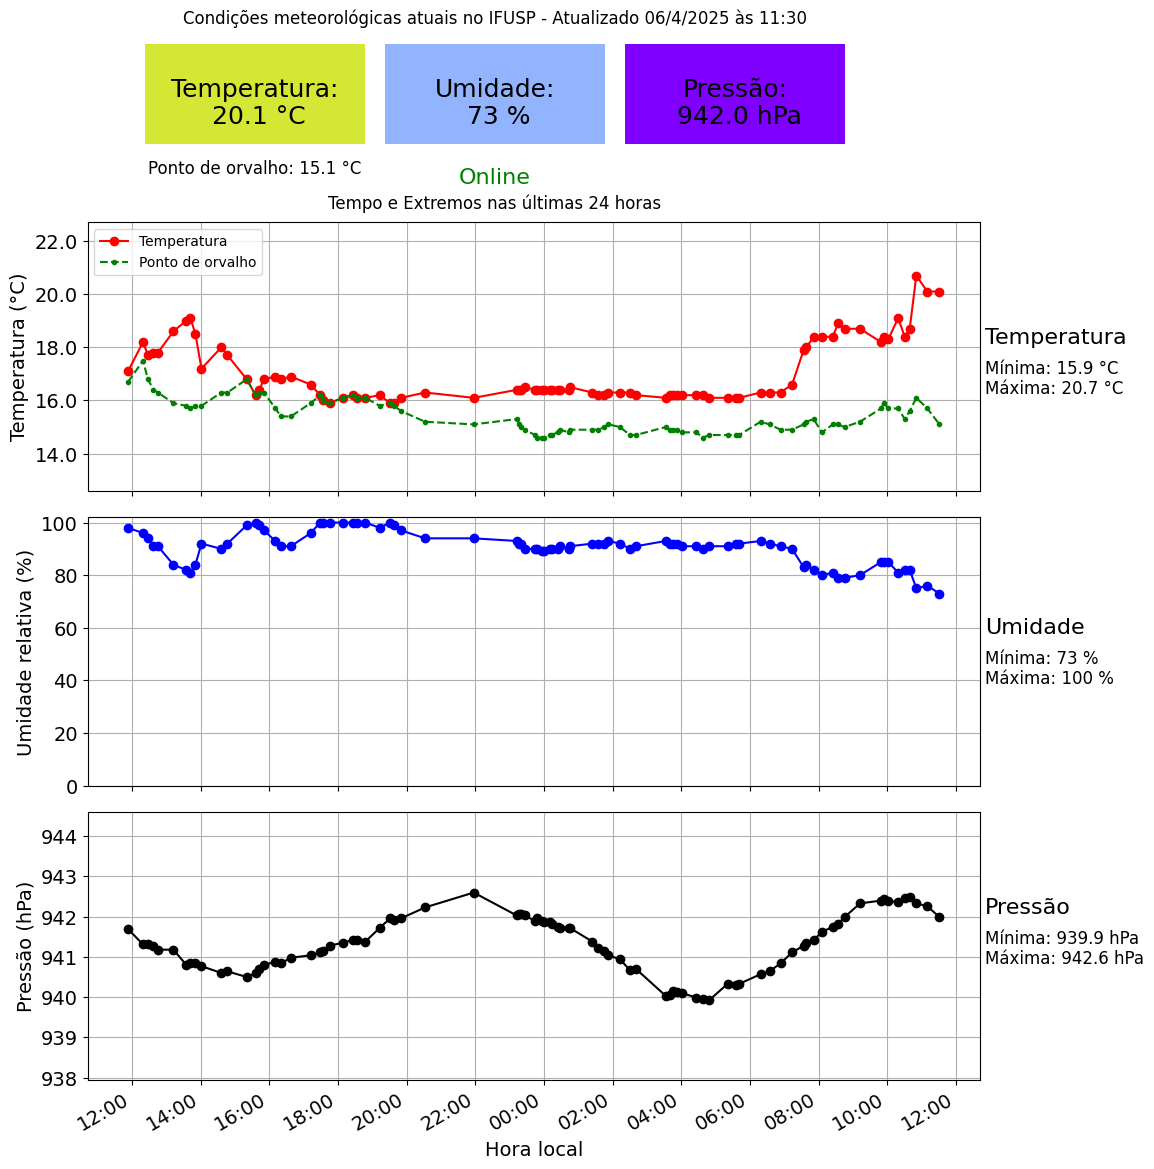 Condições meteorológicas atuais no IFUSP - Atualizado 06/4/2025 às 11:30
Temperatura:
20.1 °C
Umidade:
73 %
Pressão:
942.0 hPa
Ponto de orvalho: 15.1 °C
Online
Tempo e Extremos nas últimas 24 horas
Temperatura (°C)
22.0
20.0
18.0
16.0
14.0
Temperatura
Ponto de orvalho
Temperatura
Mínima: 15.9 °C
Máxima: 20.7 °C
Umidade relativa (%)
100
80
60
40
20
0
Umidade
Mínima: 73 %
Máxima: 100 %
Pressão (hPa)
944
943
942
941
940
939
938
Pressão
Mínima: 939.9 hPa
Máxima: 942.6 hPa
12:00 14:00 16:00 18:00 20:00 22:00 00:00 02:00 04:00 06:00 08:00 10:00 12:00
Hora local